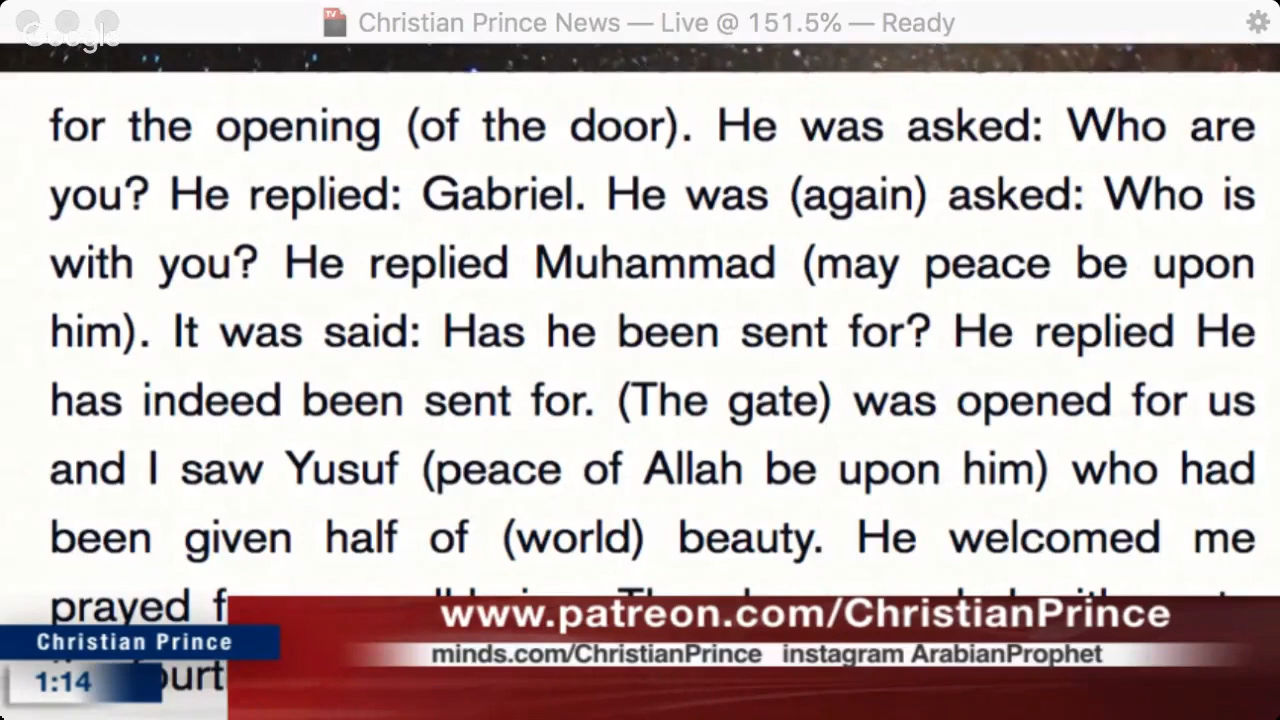 Christian Prince News — Live @ 151.5% — Ready
Google
for the opening (of the door). He was asked: Who are
you? He replied: Gabriel. He was (again) asked: Who is
with you? He replied Muhammad (may peace be upon
him). It was said: Has he been sent for? He replied He
has indeed been sent for. (The gate) was opened for us
and I saw Yusuf (peace of Allah be upon him) who had
been given half of (world) beauty. He welcomed me
prayed
www.patreon.com/ChristianPrince
Christian Prince
minds.com/ChristianPrince instagram ArabianProphet
1:14